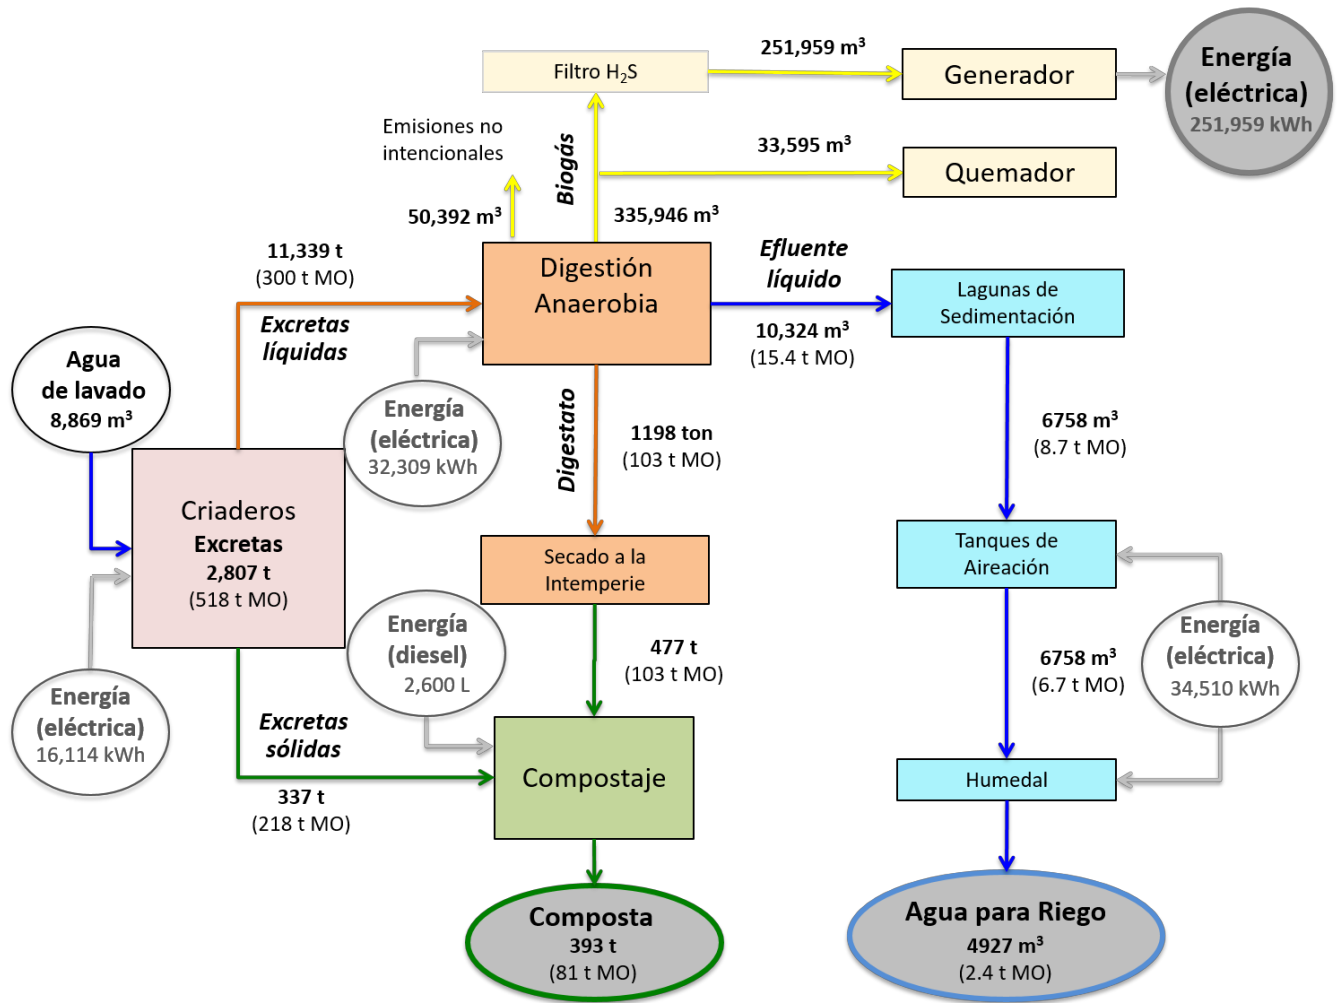 Filtro H₂S
251,959 m³
Generador
Energía
(eléctrica)
251,959 kWh
Emisiones no
intencionales
Biogás
33,595 m³
Quemador
50,392 m³
335,946 m³
11,339 t
(300 t MO)
Excretas
líquidas
Digestión
Anaerobia
Efluente
líquido
10,324 m³
(15.4 t MO)
Lagunas de
Sedimentación
Agua
de lavado
8,869 m³
Energía
(eléctrica)
32,309 kWh
Digestato
1198 ton
(103 t MO)
6758 m³
(8.7 t MO)
Criaderos
Excretas
2,807 t
(518 t MO)
Secado a la
Intemperie
Tanques de
Aireación
Energía
(diesel)
2,600 L
477 t
(103 t MO)
6758 m³
(6.7 t MO)
Energía
(eléctrica)
34,510 kWh
Energía
(eléctrica)
16,114 kWh
Excretas
sólidas
337 t
(218 t MO)
Compostaje
Humedal
Composta
393 t
(81 t MO)
Agua para Riego
4927 m³
(2.4 t MO)